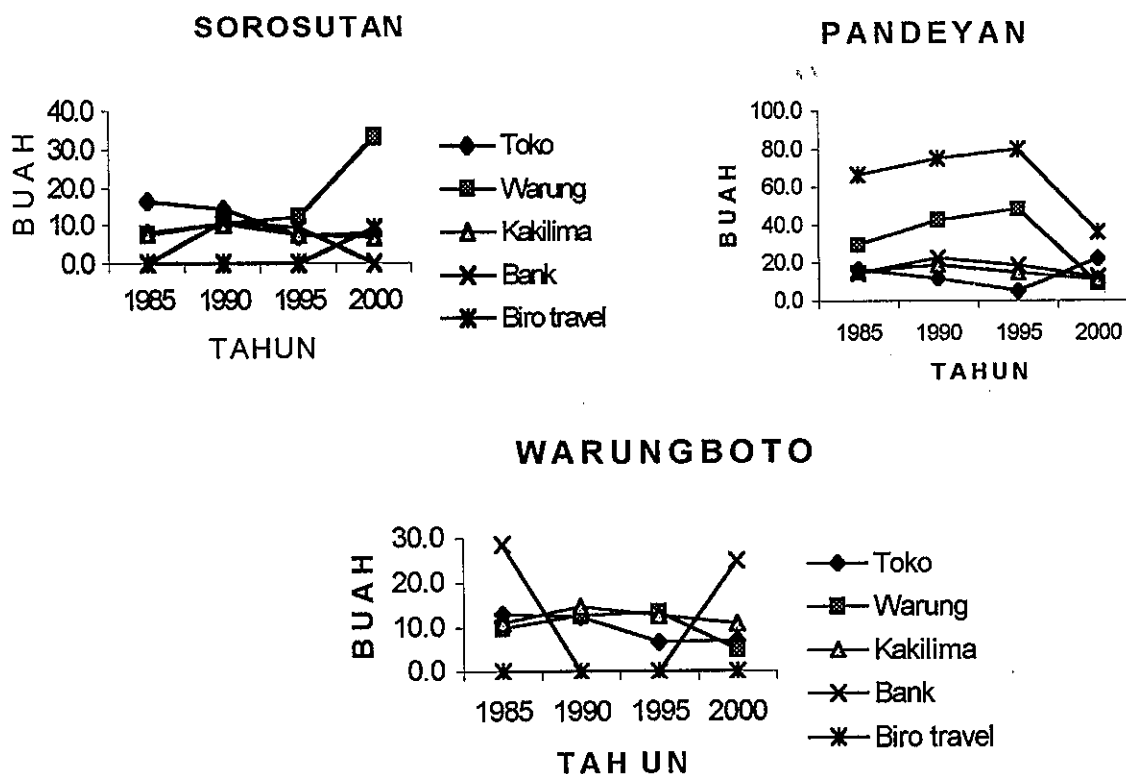 SOROSUTAN
BUAH
40.0
30.0
20.0
10.0
0.0
1985 1990 1995 2000
TAHUN
Toko
Warung
Kakilima
Bank
Biro travel
PANDEYAN
BUAH
100.0
80.0
60.0
40.0
20.0
0.0
1985 1990 1995 2000
TAHUN
WARUNGBOTO
BUAH
30.0
20.0
10.0
0.0
1985 1990 1995 2000
TAH UN
Toko
Warung
Kakilima
Bank
Biro travel